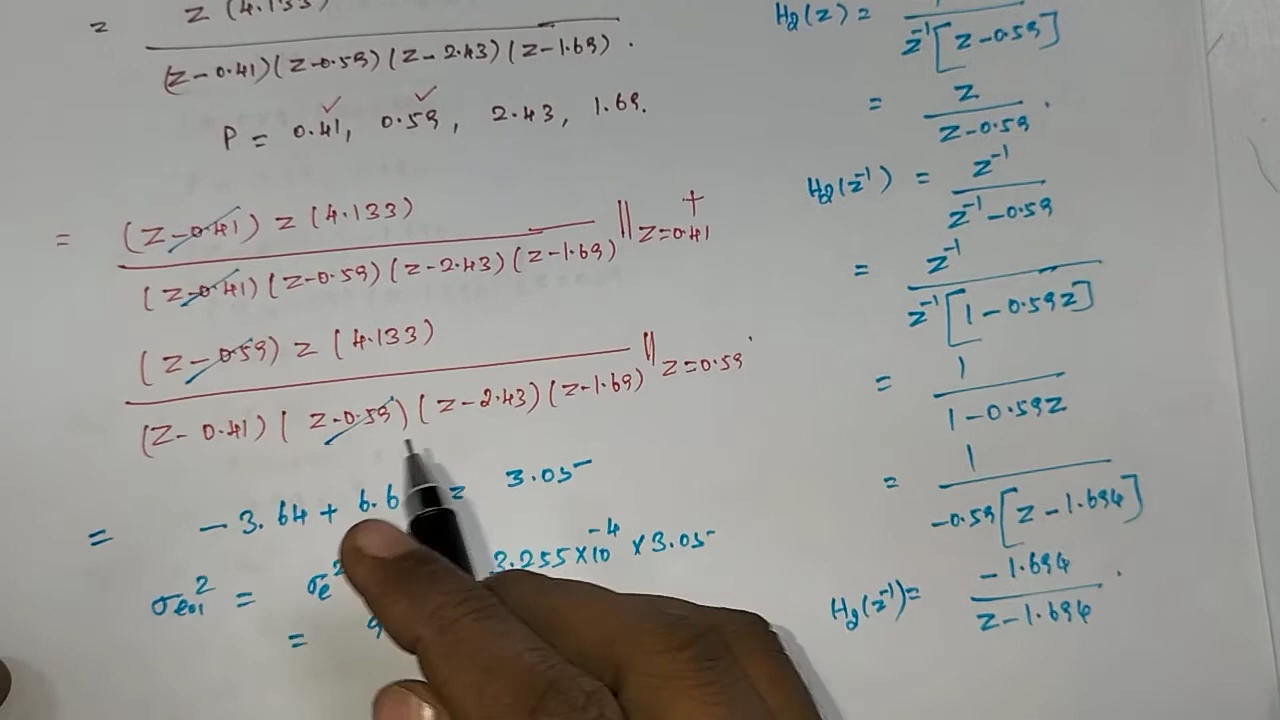 = z (4.133)
(z-0.41)(z-0.59)(z-2.43)(z-1.69).
P = 0.41, 0.59, 2.43, 1.69.
= (z-0.41) z (4.133)
(z-0.41)(z-0.59)(z-2.43)(z-1.69) || z=0.41 +
(z-0.59) z (4.133)
(z-0.41)(z-0.59)(z-2.43)(z-1.69) || z=0.59
= -3.64 + 6.6 = 3.05
σe01² = σe² 3.255×10⁻⁴ × 3.05
=
H2(z) =
z⁻¹[z-0.59]
= z
z-0.59.
H2(z⁻¹) = z⁻¹
z⁻¹-0.59
= z⁻¹
z⁻¹[1-0.59z]
= 1
1-0.59z
= 1
-0.59[z-1.694]
H2(z⁻¹)= -1.694
z-1.694